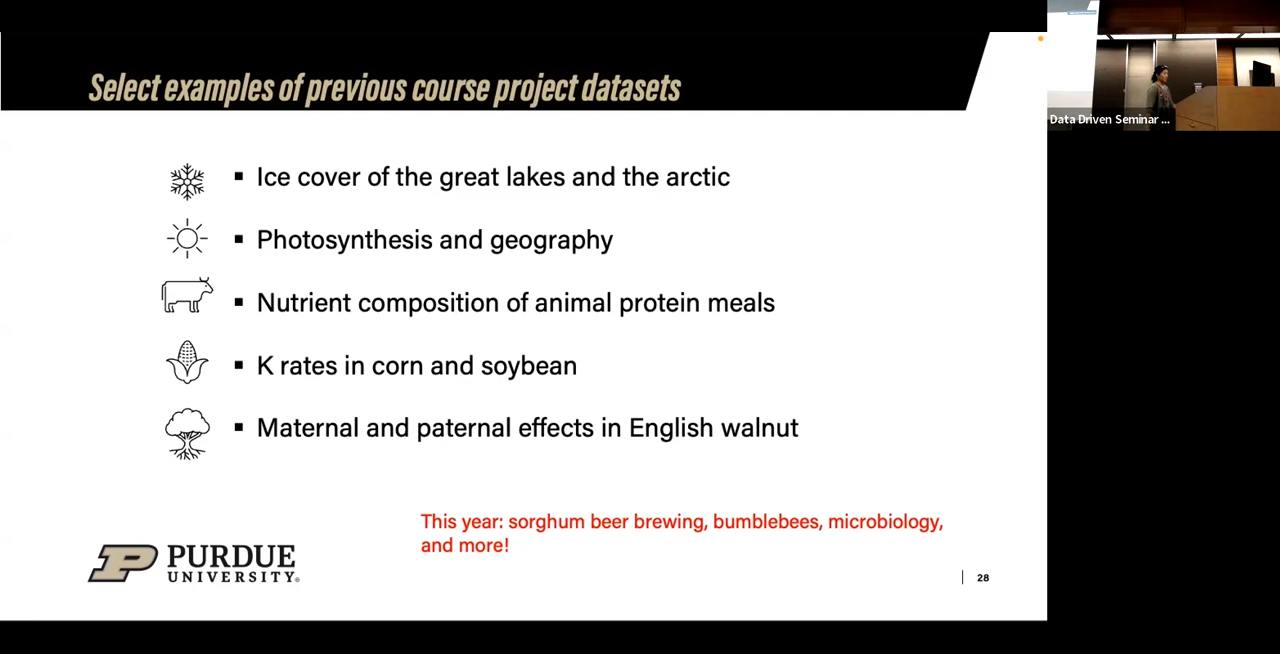 Select examples of previous course project datasets
Data Driven Seminar ...
▪ Ice cover of the great lakes and the arctic
▪ Photosynthesis and geography
▪ Nutrient composition of animal protein meals
▪ K rates in corn and soybean
▪ Maternal and paternal effects in English walnut
This year: sorghum beer brewing, bumblebees, microbiology,
and more!
PURDUE
UNIVERSITY®
28